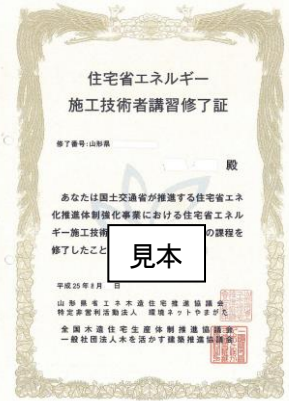 住宅省エネルギー
施工技術者講習修了証
修了番号:山形県
殿
あなたは国土交通省が推進する住宅省エネ
化推進体制強化事業における住宅省エネル
ギー施工技術 の課程を
修了したこと
見本
平成25年8月 日
山形県省エネ木造住宅推進協議会
特定非営利活動法人 環境ネットやまがた
全国木造住宅生産体制推進協議会
一般社団法人木を活かす建築推進協議会